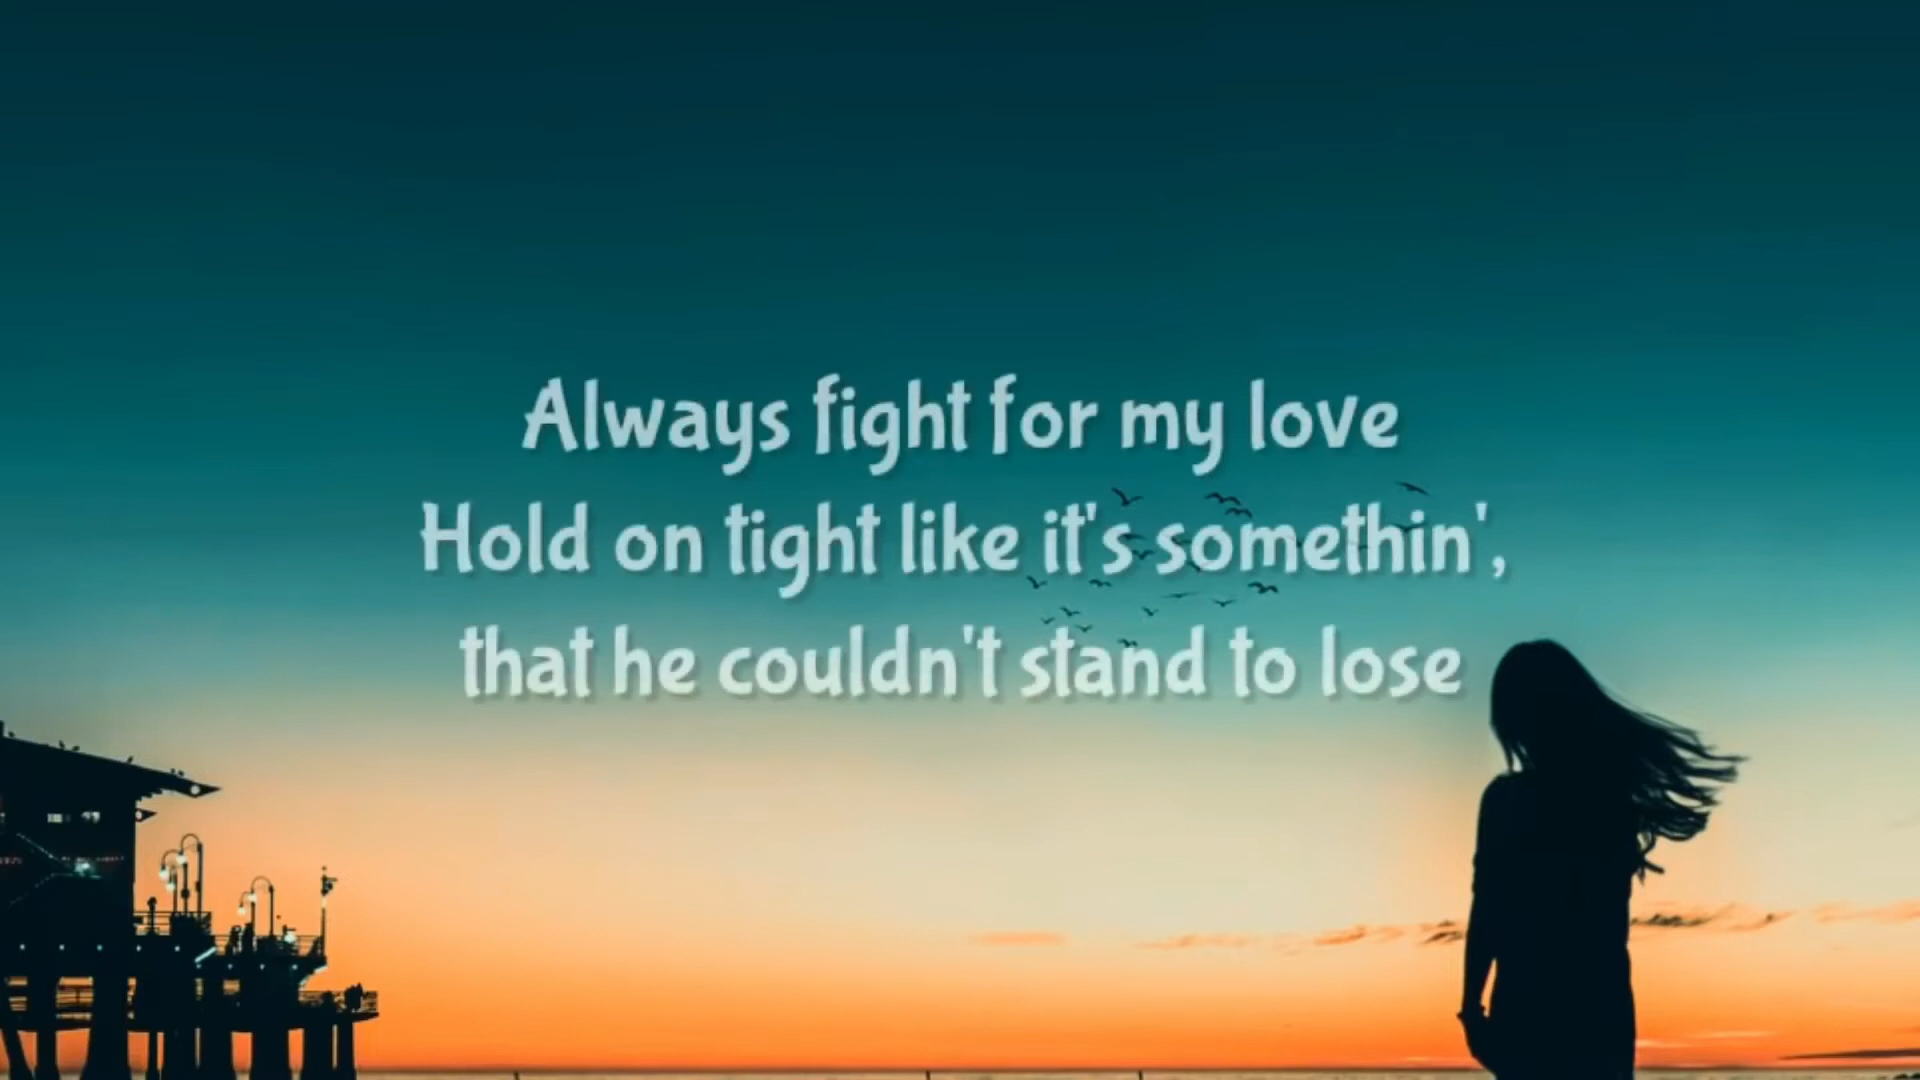 Always fight for my love
Hold on tight like it's somethin',
that he couldn't stand to lose